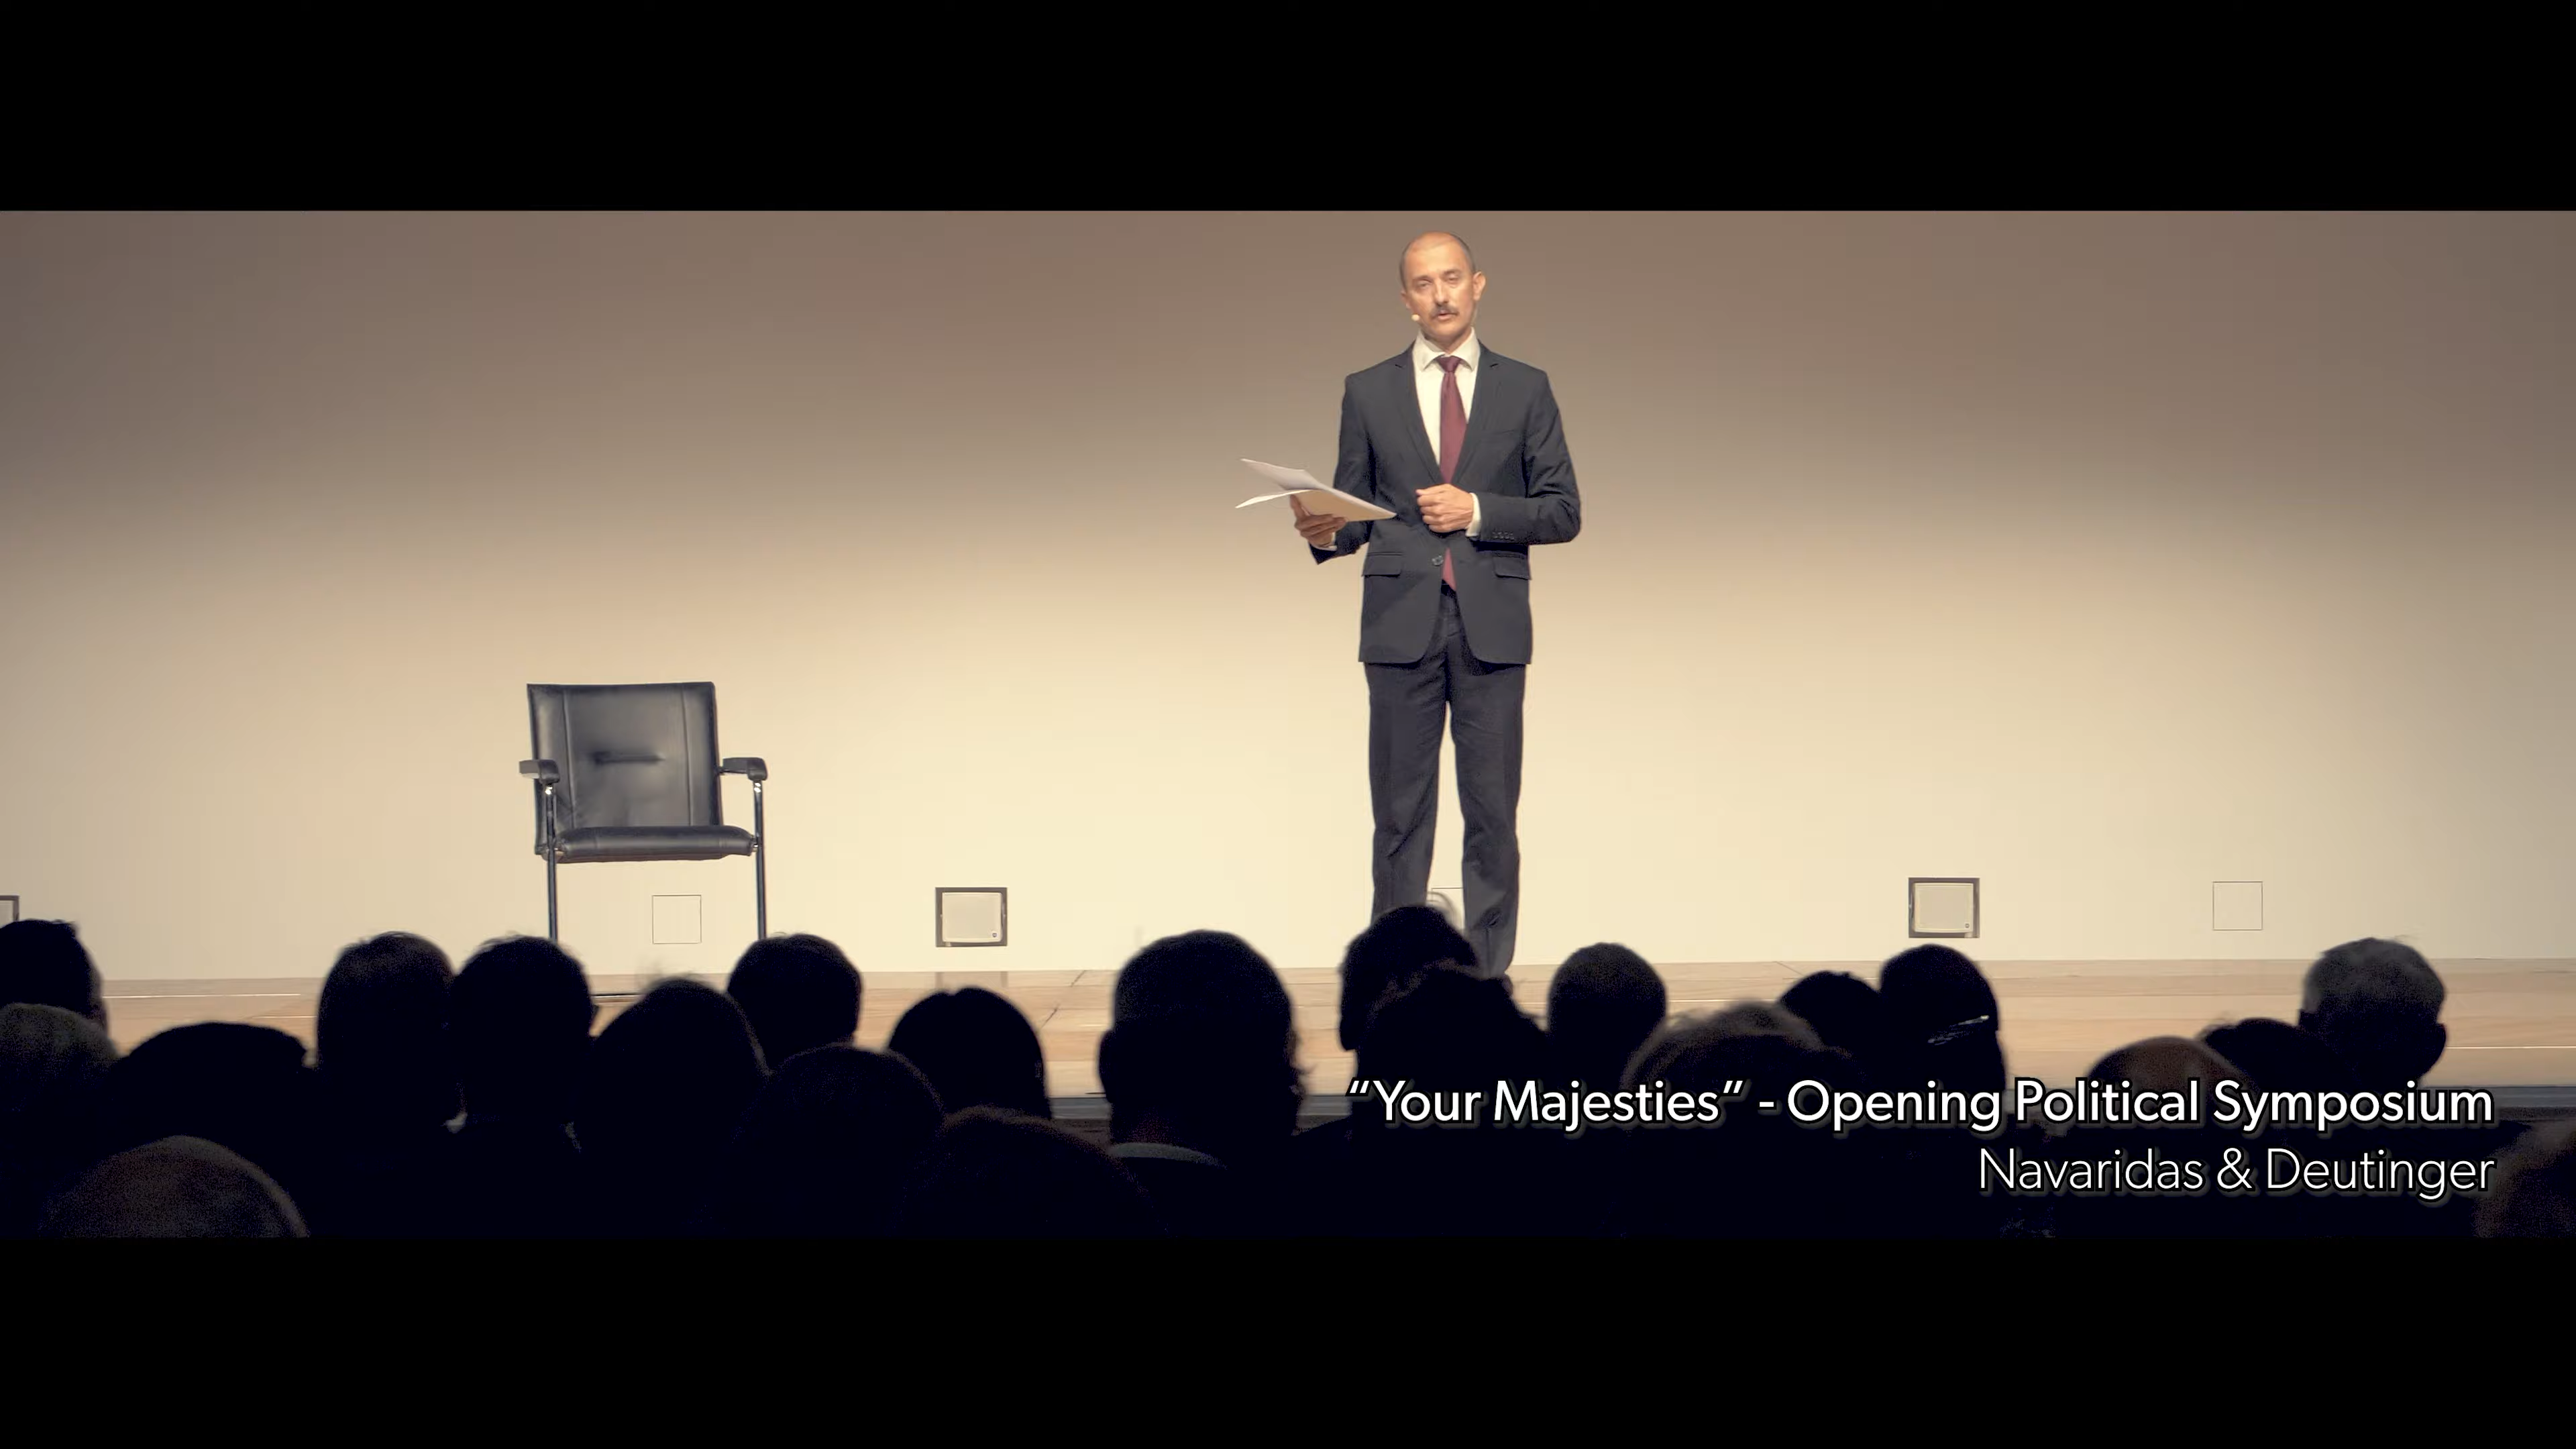 “Your Majesties” - Opening Political Symposium
Navaridas & Deutinger